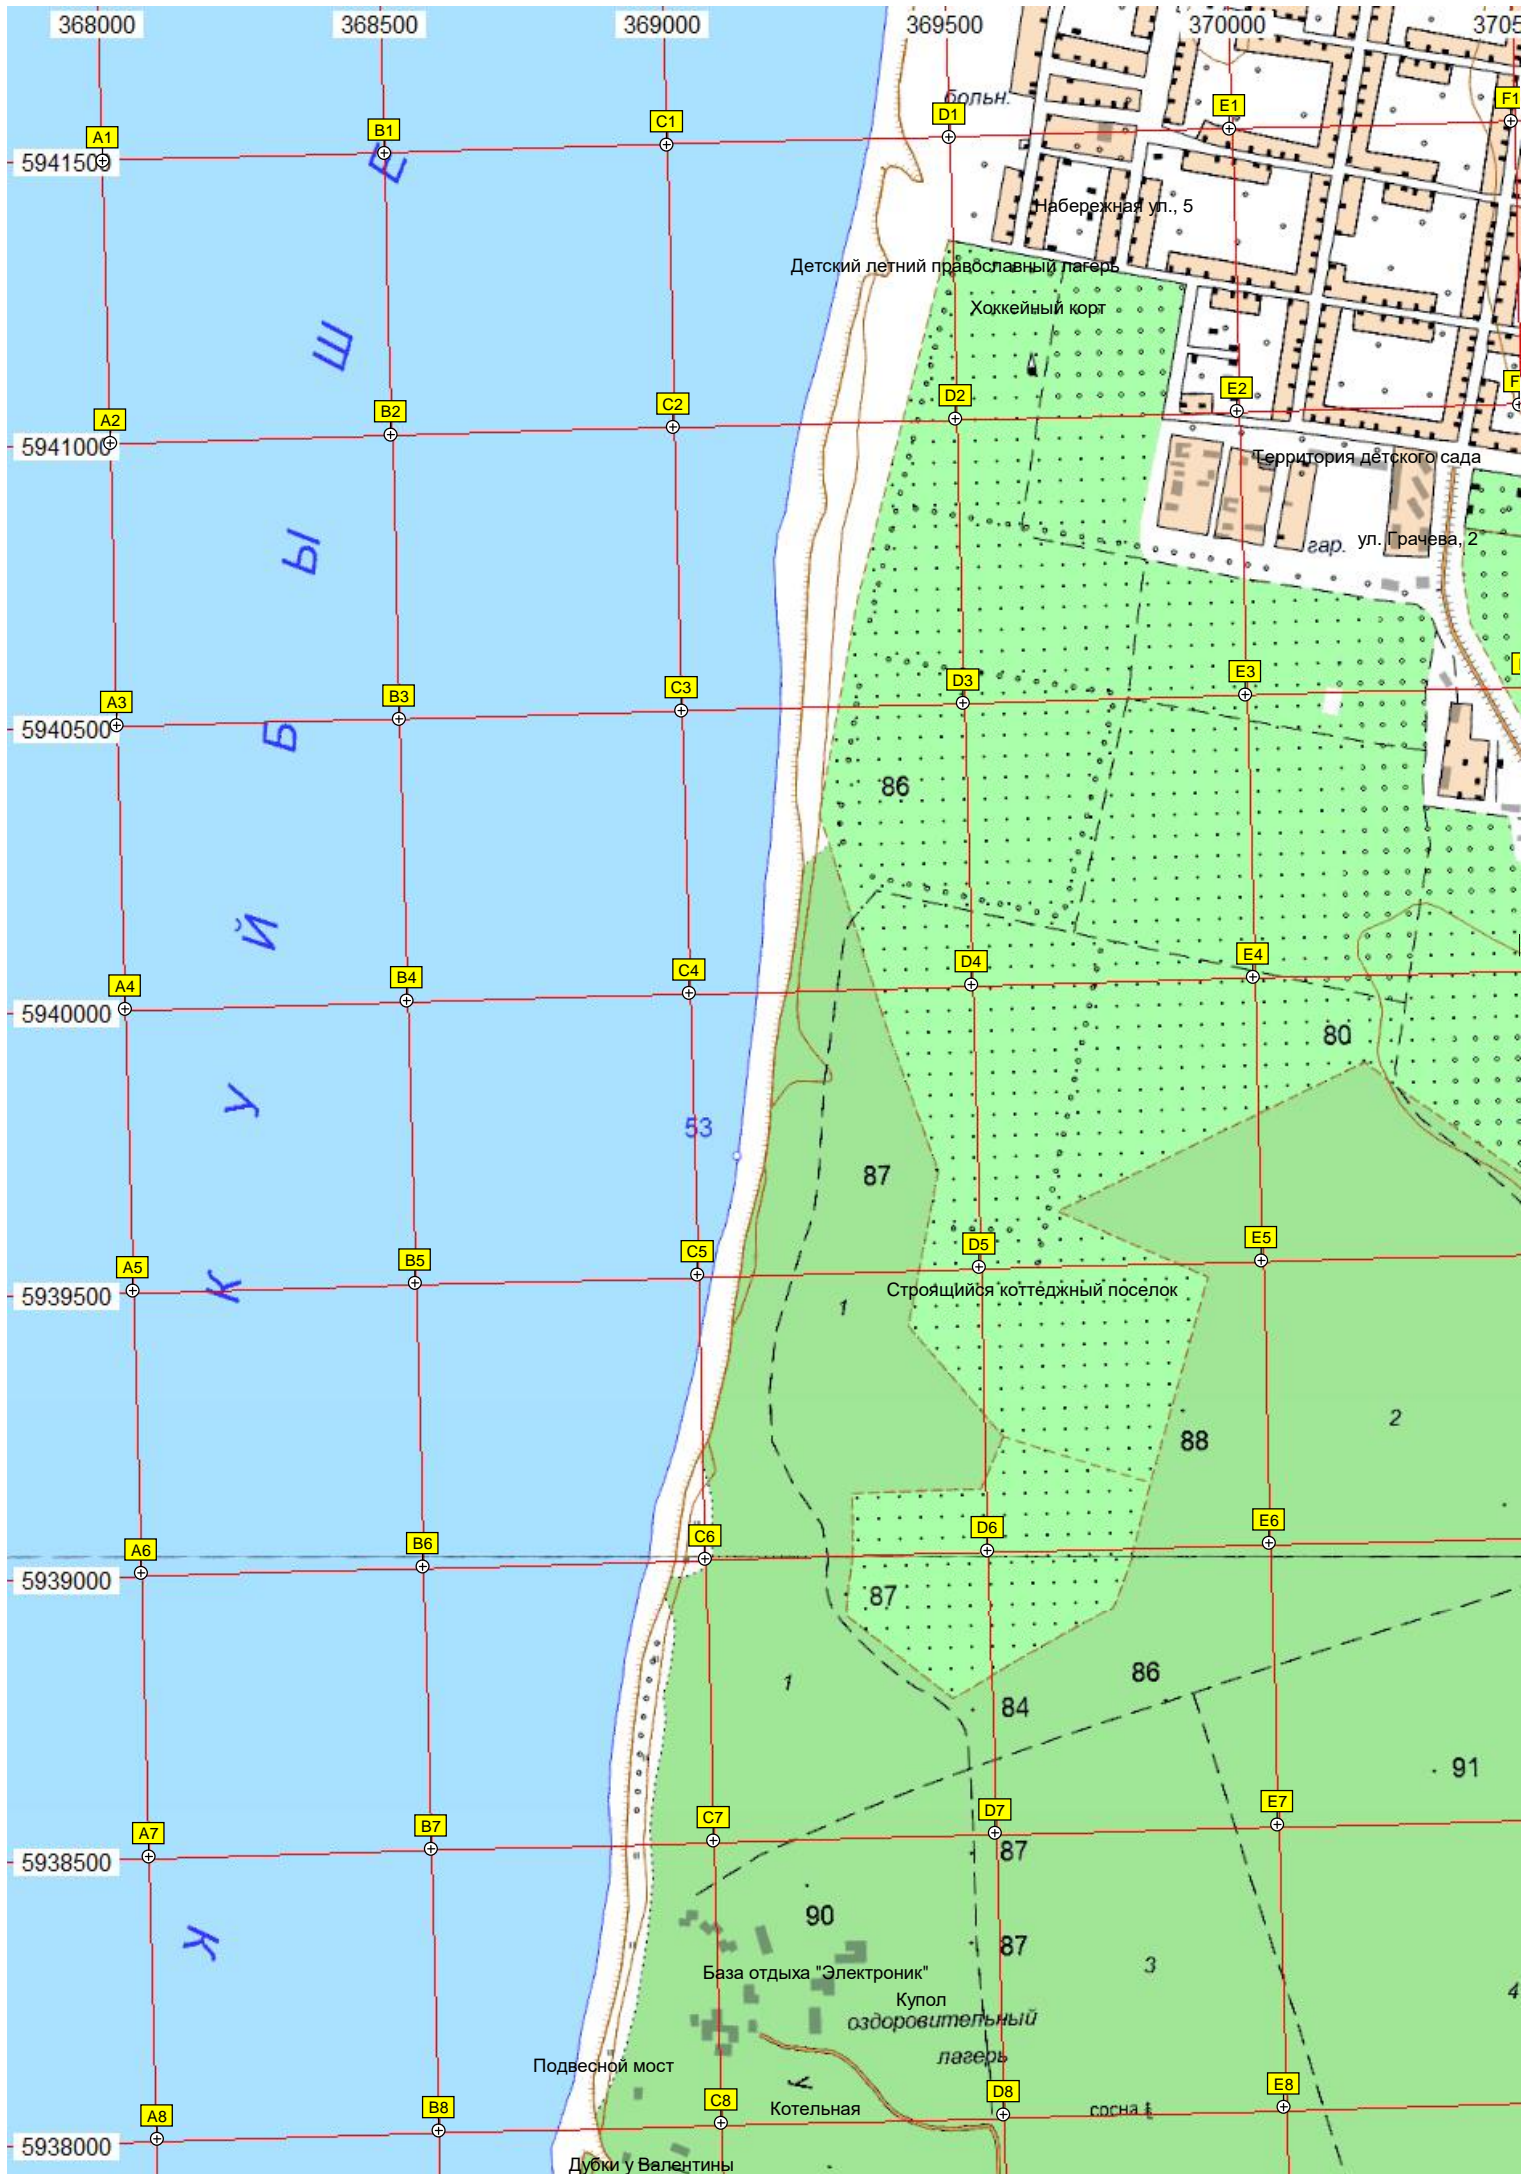 368000 368500 369000 369500 370000 3705
больн.
A1 B1 C1 D1 E1 F1
5941500
Е
Набережная ул., 5
Детский летний православный лагерь
Хоккейный корт
Ш
A2 B2 C2 D2 E2 F
5941000
Территория детского сада
ул. Грачева, 2
гар.
Ы
A3 B3 C3 D3 E3
5940500
Б
86
Й
A4 B4 C4 D4 E4
5940000
80
У
53
87
A5 B5 C5 D5 E5
5939500
К
Строящийся коттеджный поселок
1
2
88
A6 B6 C6 D6 E6
5939000
87
1
86
84
91
A7 B7 C7 D7 E7
5938500
87
90
87
К
3
База отдыха "Электроник"
4
Купол
оздоровительный
лагерь
Подвесной мост
У
A8 B8 C8 D8 E8
Котельная
сосна
5938000
Дубки у Валентины